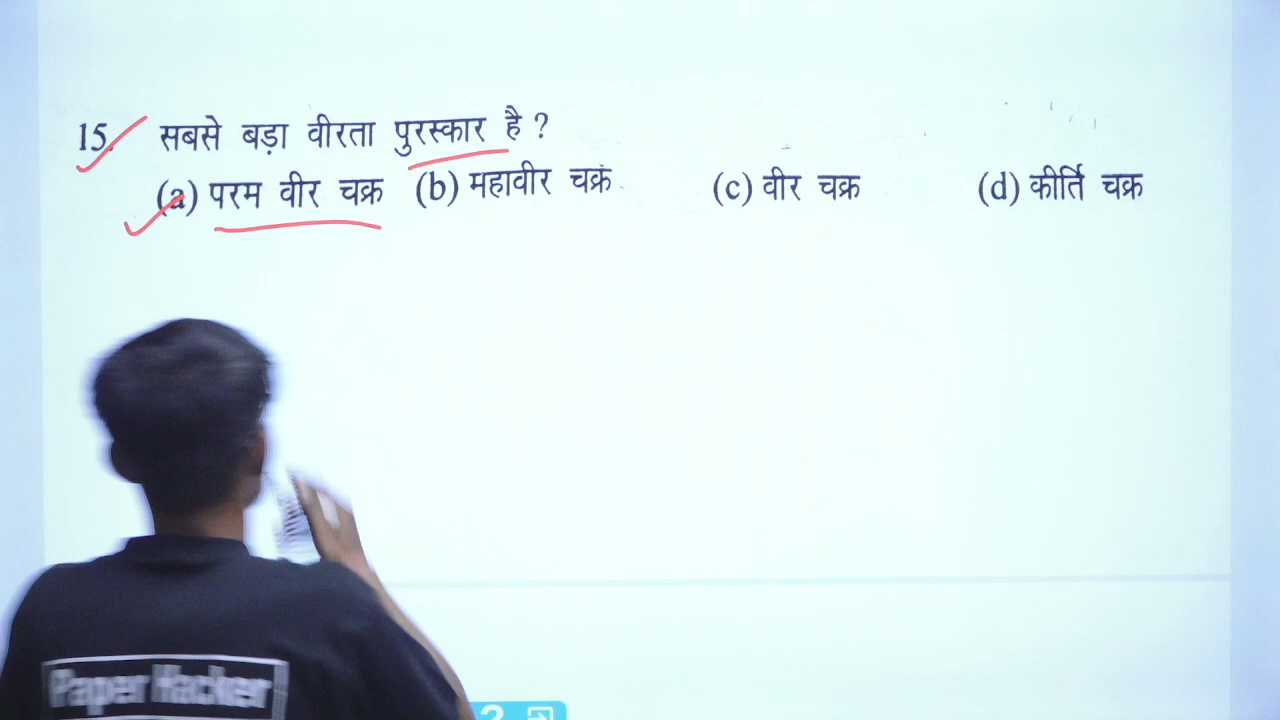 15. सबसे बड़ा वीरता पुरस्कार है ?
(a) परम वीर चक्र (b) महावीर चक्र (c) वीर चक्र (d) कीर्ति चक्र
Paper Hacker
?